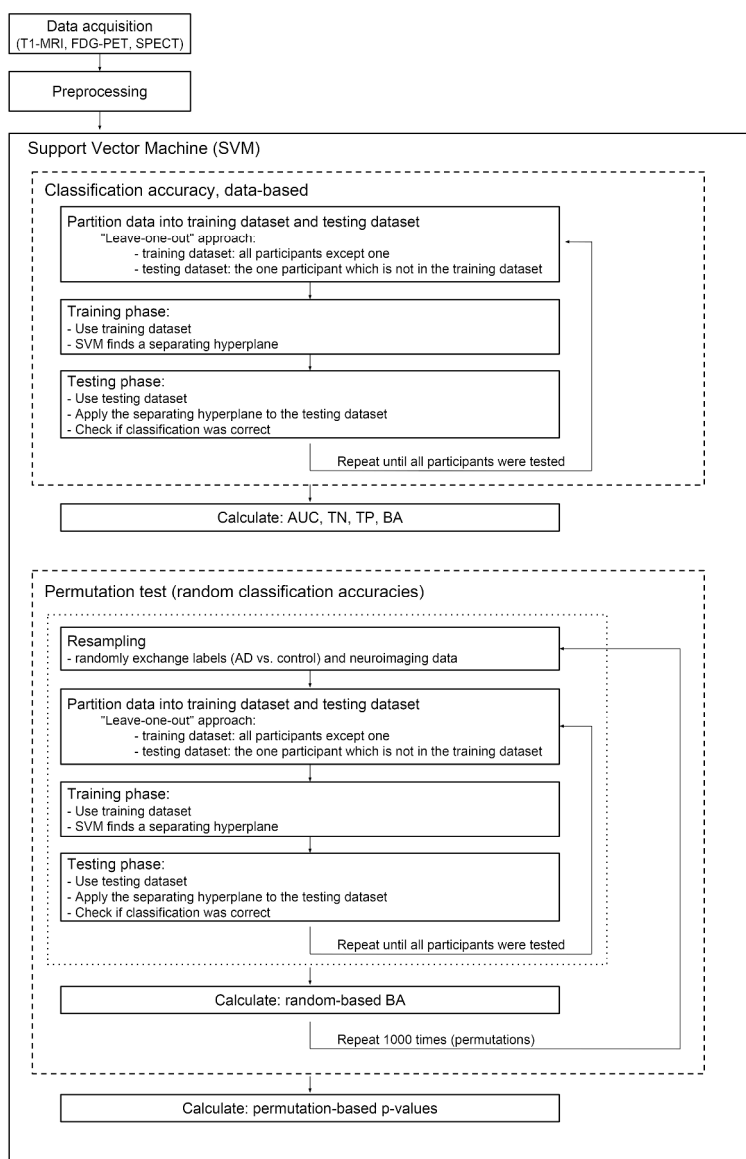 Data acquisition
(T1-MRI, FDG-PET, SPECT)
Preprocessing
Support Vector Machine (SVM)
Classification accuracy, data-based
Partition data into training dataset and testing dataset
"Leave-one-out" approach:
- training dataset: all participants except one
- testing dataset: the one participant which is not in the training dataset
Training phase:
- Use training dataset
- SVM finds a separating hyperplane
Testing phase:
- Use testing dataset
- Apply the separating hyperplane to the testing dataset
- Check if classification was correct
Repeat until all participants were tested
Calculate: AUC, TN, TP, BA
Permutation test (random classification accuracies)
Resampling
- randomly exchange labels (AD vs. control) and neuroimaging data
Partition data into training dataset and testing dataset
"Leave-one-out" approach:
- training dataset: all participants except one
- testing dataset: the one participant which is not in the training dataset
Training phase:
- Use training dataset
- SVM finds a separating hyperplane
Testing phase:
- Use testing dataset
- Apply the separating hyperplane to the testing dataset
- Check if classification was correct
Repeat until all participants were tested
Calculate: random-based BA
Repeat 1000 times (permutations)
Calculate: permutation-based p-values